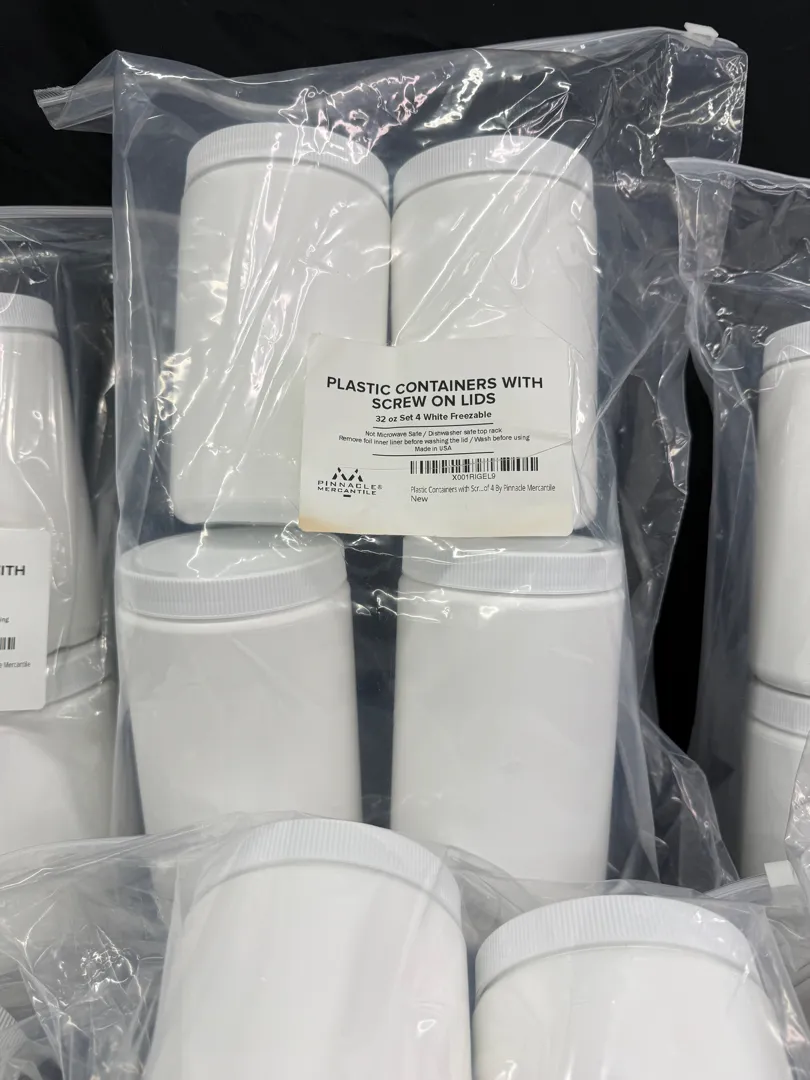 PLASTIC CONTAINERS WITH
SCREW ON LIDS
32 oz Set 4 White Freezable
Not Microwave Safe / Dishwasher safe top rack
Remove foil inner liner before washing the lid / Wash before using
Made in USA
PINNACLE®
MERCANTILE
X001RIGEL9
Plastic Containers with Scr...of 4 By Pinnacle Mercantile
New
ITH
ing
e Mercantile